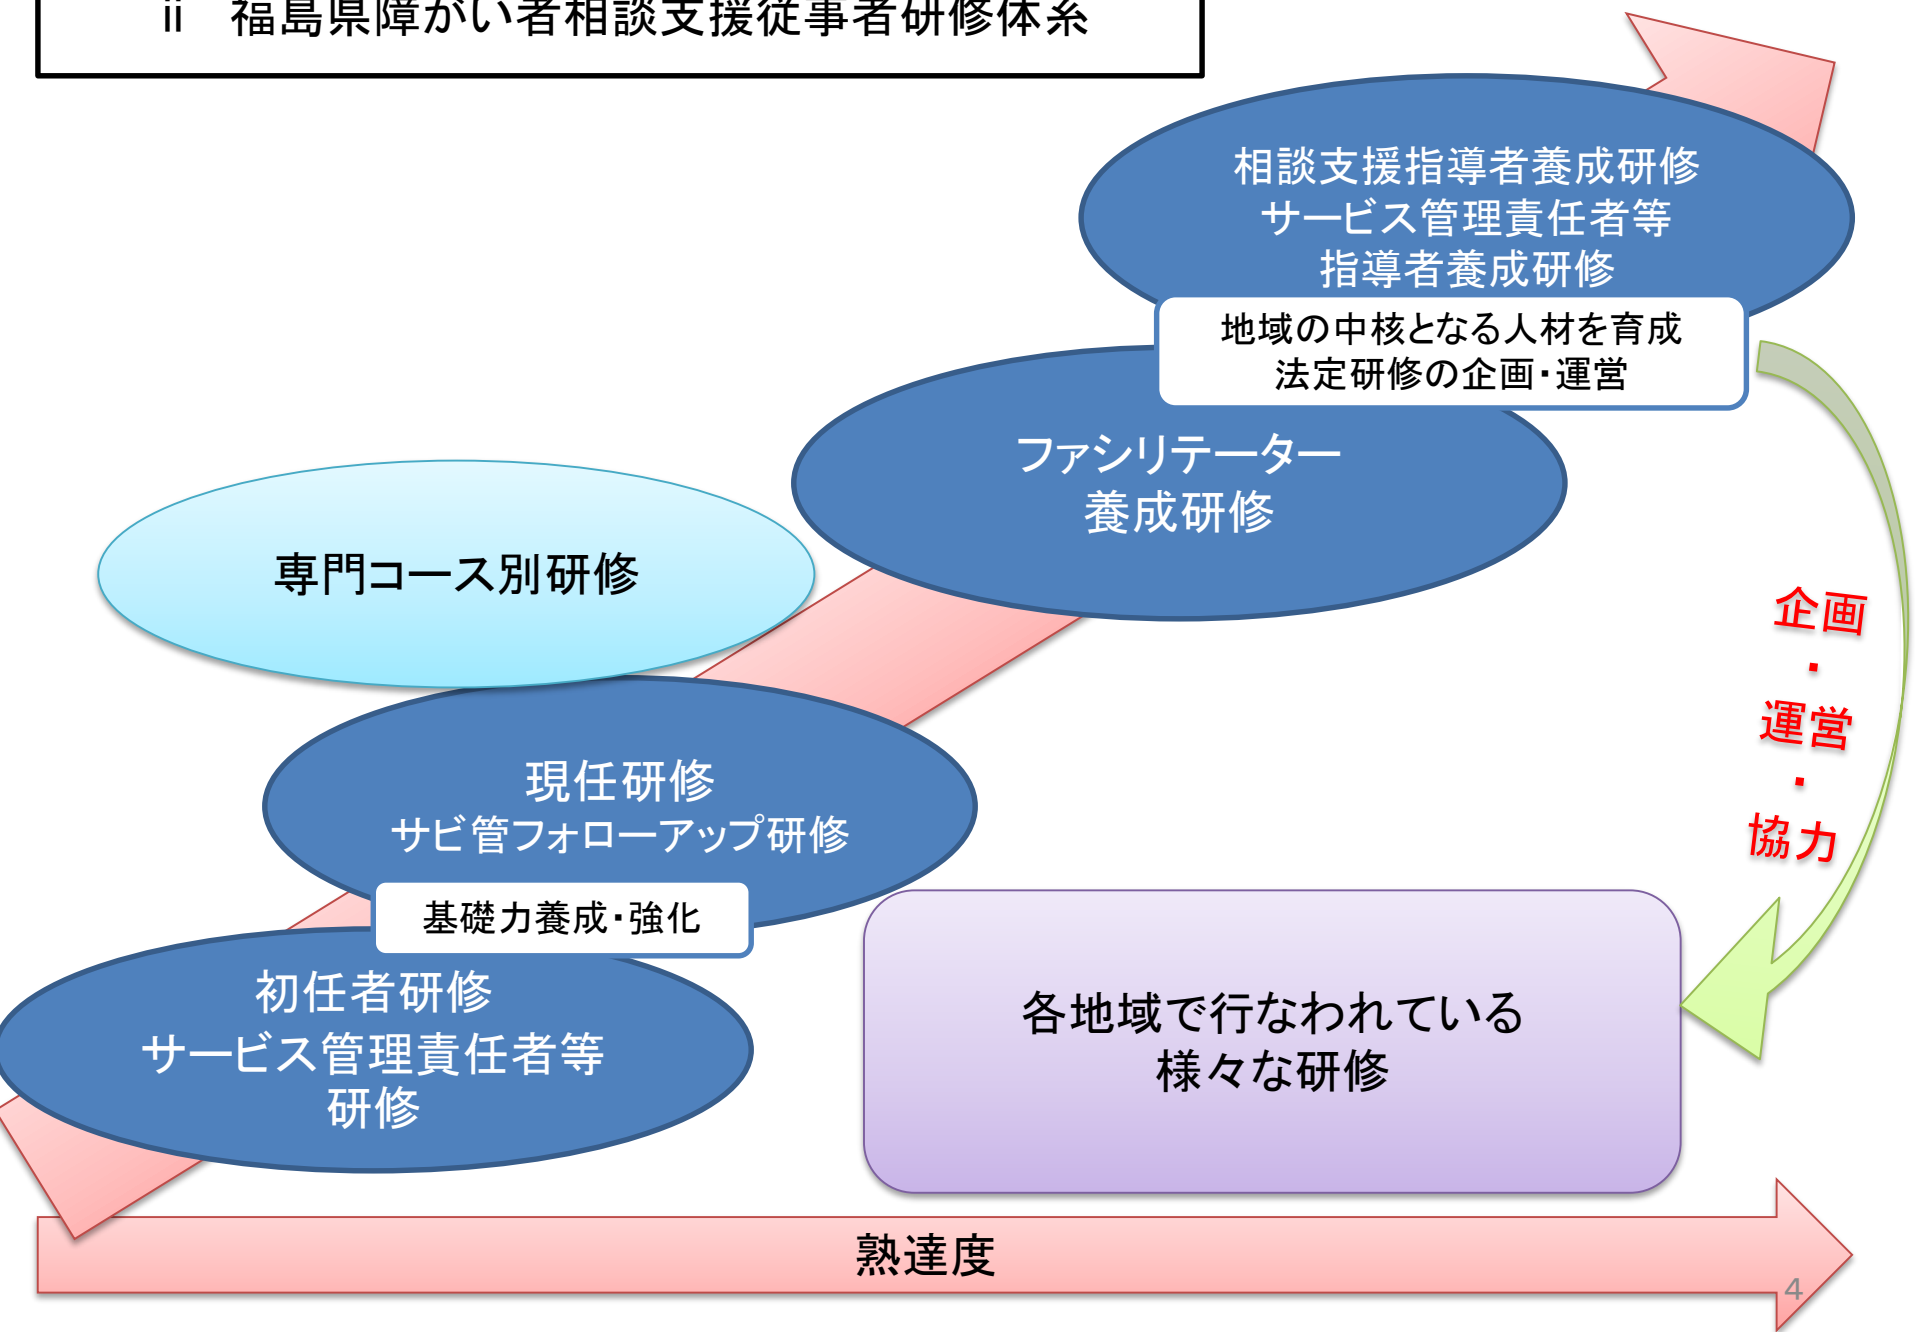 ⅱ 福島県障がい者相談支援従事者研修体系
相談支援指導者養成研修
サービス管理責任者等
指導者養成研修
地域の中核となる人材を育成
法定研修の企画・運営
ファシリテーター
養成研修
専門コース別研修
企画
・
運営
・
協力
現任研修
サビ管フォローアップ研修
基礎力養成・強化
初任者研修
サービス管理責任者等
研修
各地域で行なわれている
様々な研修
熟達度
4